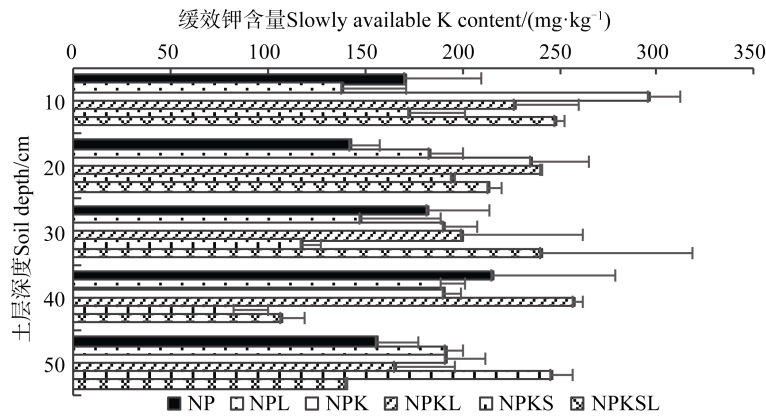 缓效钾含量Slowly available K content/(mg·kg⁻¹)
0 50 100 150 200 250 300 350
土层深度Soil depth/cm
10
20
30
40
50
NP NPL NPK NPKL NPKS NPKSL